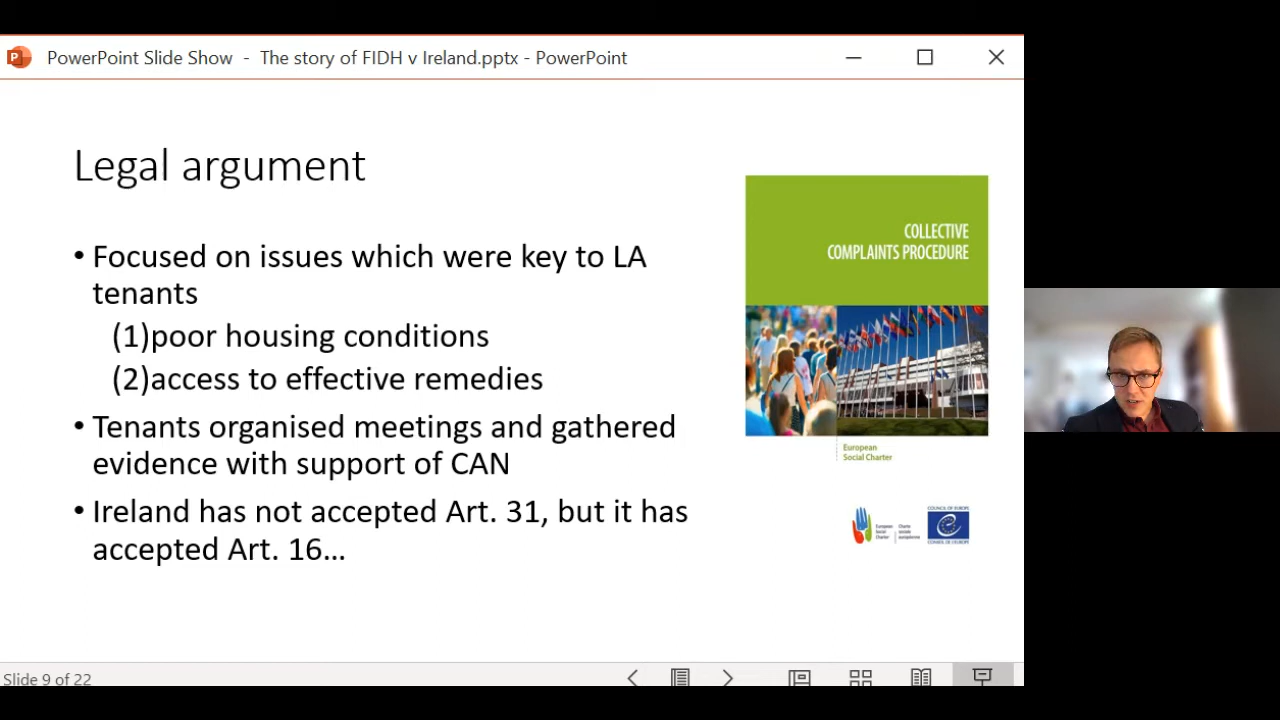 PowerPoint Slide Show - The story of FIDH v Ireland.pptx - PowerPoint
Legal argument
• Focused on issues which were key to LA
tenants
(1)poor housing conditions
(2)access to effective remedies
• Tenants organised meetings and gathered
evidence with support of CAN
• Ireland has not accepted Art. 31, but it has
accepted Art. 16...
COLLECTIVE
COMPLAINTS PROCEDURE
European
Social Charter
European
Social
Charter
Charte
sociale
européenne
COUNCIL OF EUROPE
CONSEIL DE L'EUROPE
Slide 9 of 22